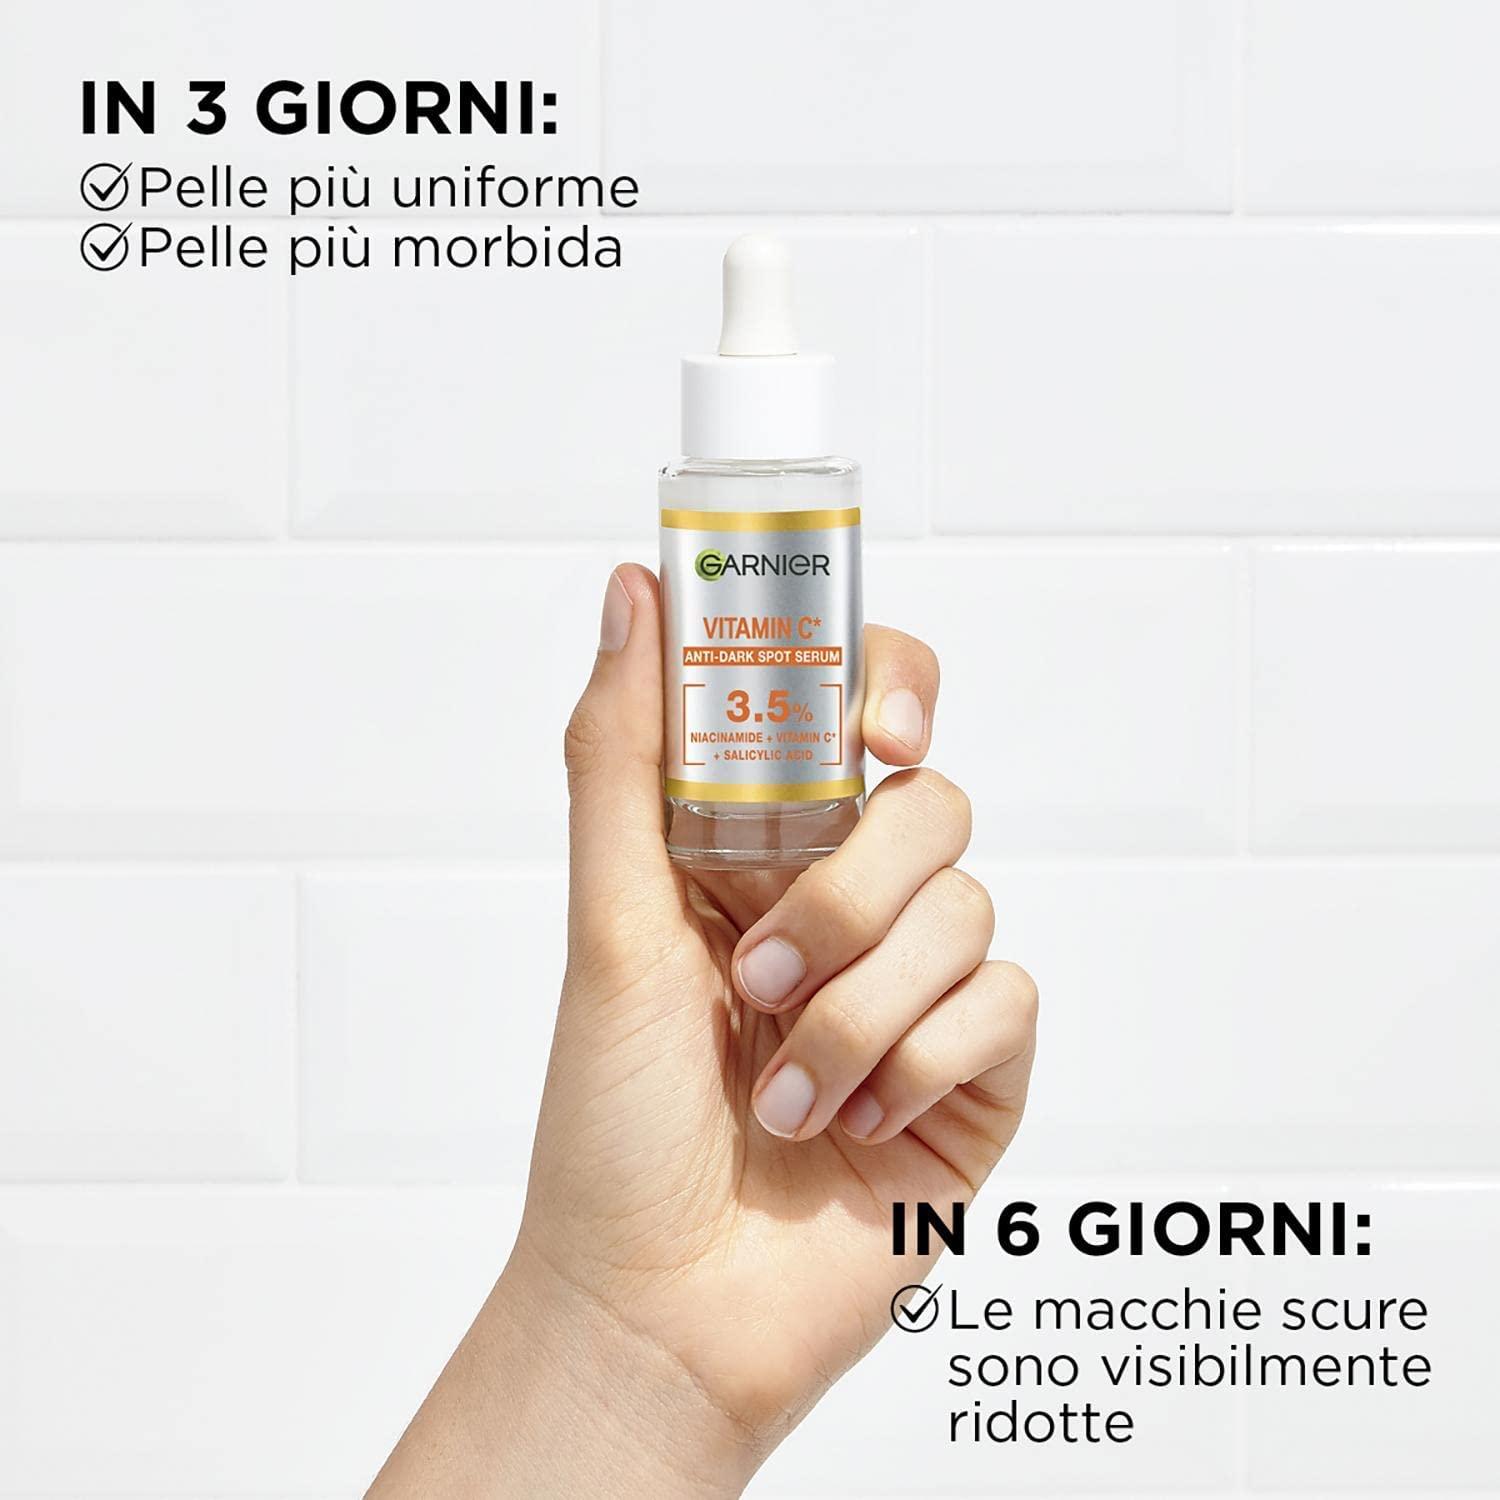 IN 3 GIORNI:
Pelle più uniforme
Pelle più morbida
GARNIER
VITAMIN C*
ANTI-DARK SPOT SERUM
3.5%
NIACINAMIDE + VITAMIN C*
+ SALICYLIC ACID
IN 6 GIORNI:
Le macchie scure
sono visibilmente
ridotte